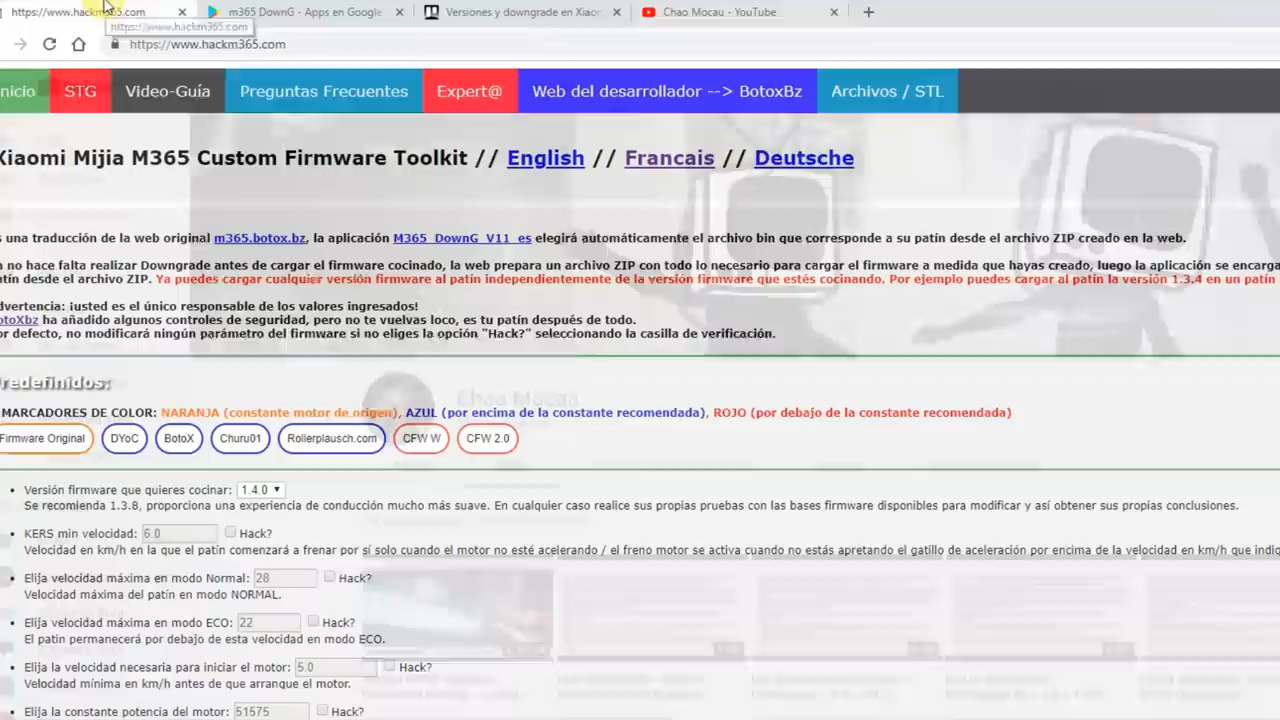 https://www.hackm365.com
m365 DownG - Apps en Google
Versiones y downgrade en Xiaom
Chao Mocau - YouTube
https://www.hackm365.com
https://www.hackm365.com
nicio
STG
Video-Guía
Preguntas Frecuentes
Expert@
Web del desarrollador --> BotoxBz
Archivos / STL
Xiaomi Mijia M365 Custom Firmware Toolkit // English // Francais // Deutsche
s una traducción de la web original m365.botox.bz, la aplicación M365_DownG_V11_es elegirá automáticamente el archivo bin que corresponde a su patín desde el archivo ZIP creado en la web.
a no hace falta realizar Downgrade antes de cargar el firmware cocinado, la web prepara un archivo ZIP con todo lo necesario para cargar el firmware a medida que hayas creado, luego la aplicación se encarga
atín desde el archivo ZIP. Ya puedes cargar cualquier versión firmware al patín independientemente de la versión firmware que estés cocinando. Por ejemplo puedes cargar al patín la versión 1.3.4 en un patín
dvertencia: ¡usted es el único responsable de los valores ingresados!
otoXbz ha añadido algunos controles de seguridad, pero no te vuelvas loco, es tu patín después de todo.
or defecto, no modificará ningún parámetro del firmware si no eliges la opción "Hack?" seleccionando la casilla de verificación.
redefinidos:
Chao Mocau
MARCADORES DE COLOR: NARANJA (constante motor de origen), AZUL (por encima de la constante recomendada), ROJO (por debajo de la constante recomendada)
Firmware Original
DYoC
BotoX
Churu01
Rollerplausch.com
CFW W
CFW 2.0
• Versión firmware que quieres cocinar: 1.4.0
Se recomienda 1.3.8, proporciona una experiencia de conducción mucho más suave. En cualquier caso realice sus propias pruebas con las bases firmware disponibles para modificar y así obtener sus propias conclusiones.
• KERS min velocidad: 6.0 Hack?
Velocidad en km/h en la que el patín comenzará a frenar por sí solo cuando el motor no esté acelerando / el freno motor se activa cuando no estás apretando el gatillo de aceleración por encima de la velocidad en km/h que indiq
• Elija velocidad máxima en modo Normal: 28 Hack?
Velocidad máxima del patín en modo NORMAL.
• Elija velocidad máxima en modo ECO: 22 Hack?
El patin permanecerá por debajo de esta velocidad en modo ECO.
• Elija la velocidad necesaria para iniciar el motor: 5.0 Hack?
Velocidad mínima en km/h antes de que arranque el motor.
• Elija la constante potencia del motor: 51575 Hack?